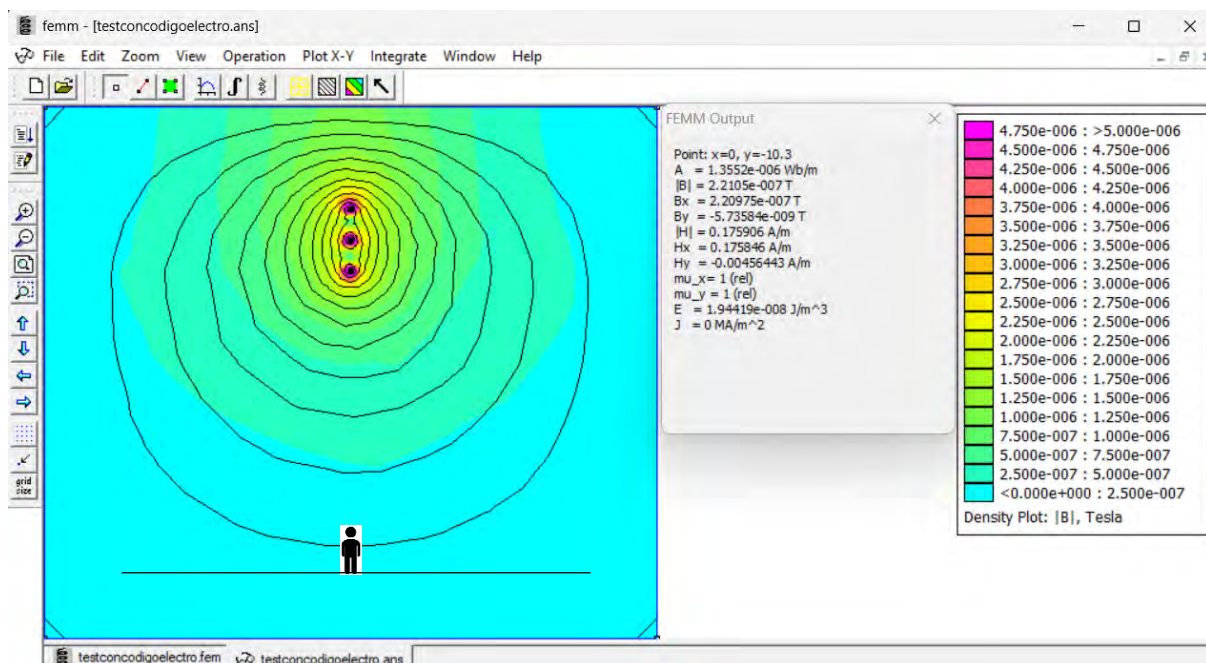 femm - [testconcodigoelectro.ans]
File Edit Zoom View Operation Plot X-Y Integrate Window Help
grid
size
FEMM Output
Point: x=0, y=-10.3
A = 1.3552e-006 Wb/m
|B| = 2.2105e-007 T
Bx = 2.20975e-007 T
By = -5.73584e-009 T
|H| = 0.175906 A/m
Hx = 0.175846 A/m
Hy = -0.00456443 A/m
mu_x= 1 (rel)
mu_y = 1 (rel)
E = 1.94419e-008 J/m^3
J = 0 MA/m^2
4.750e-006 : >5.000e-006
4.500e-006 : 4.750e-006
4.250e-006 : 4.500e-006
4.000e-006 : 4.250e-006
3.750e-006 : 4.000e-006
3.500e-006 : 3.750e-006
3.250e-006 : 3.500e-006
3.000e-006 : 3.250e-006
2.750e-006 : 3.000e-006
2.500e-006 : 2.750e-006
2.250e-006 : 2.500e-006
2.000e-006 : 2.250e-006
1.750e-006 : 2.000e-006
1.500e-006 : 1.750e-006
1.250e-006 : 1.500e-006
1.000e-006 : 1.250e-006
7.500e-007 : 1.000e-006
5.000e-007 : 7.500e-007
2.500e-007 : 5.000e-007
<0.000e+000 : 2.500e-007
Density Plot: |B|, Tesla
testconcodigoelectro.fem testconcodigoelectro.ans